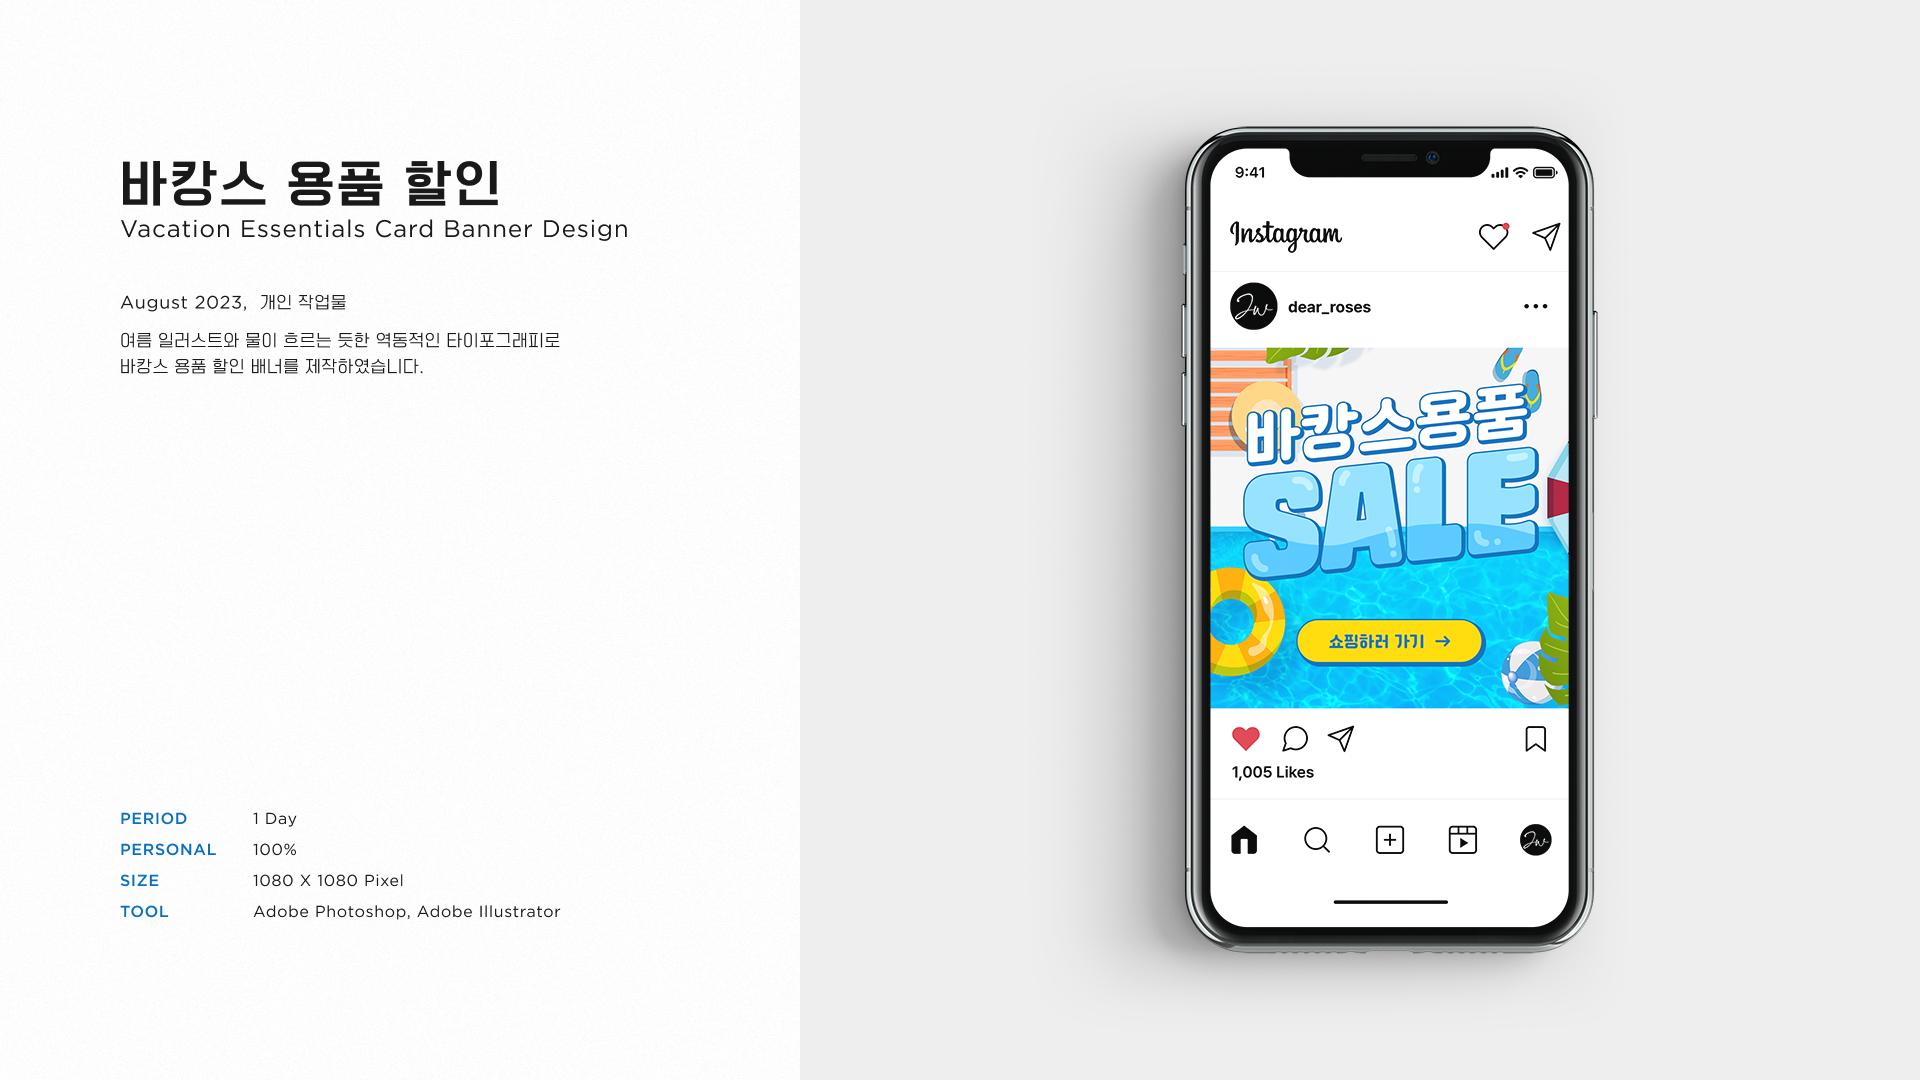 바캉스 용품 할인
Vacation Essentials Card Banner Design
August 2023, 개인 작업물
여름 일러스트와 물이 흐르는 듯한 역동적인 타이포그래피로
바캉스 용품 할인 배너를 제작하였습니다.
PERIOD 1 Day
PERSONAL 100%
SIZE 1080 X 1080 Pixel
TOOL Adobe Photoshop, Adobe Illustrator
9:41
Instagram
Jw
dear_roses
바캉스용품
SALE
쇼핑하러 가기 →
1,005 Likes
Jw